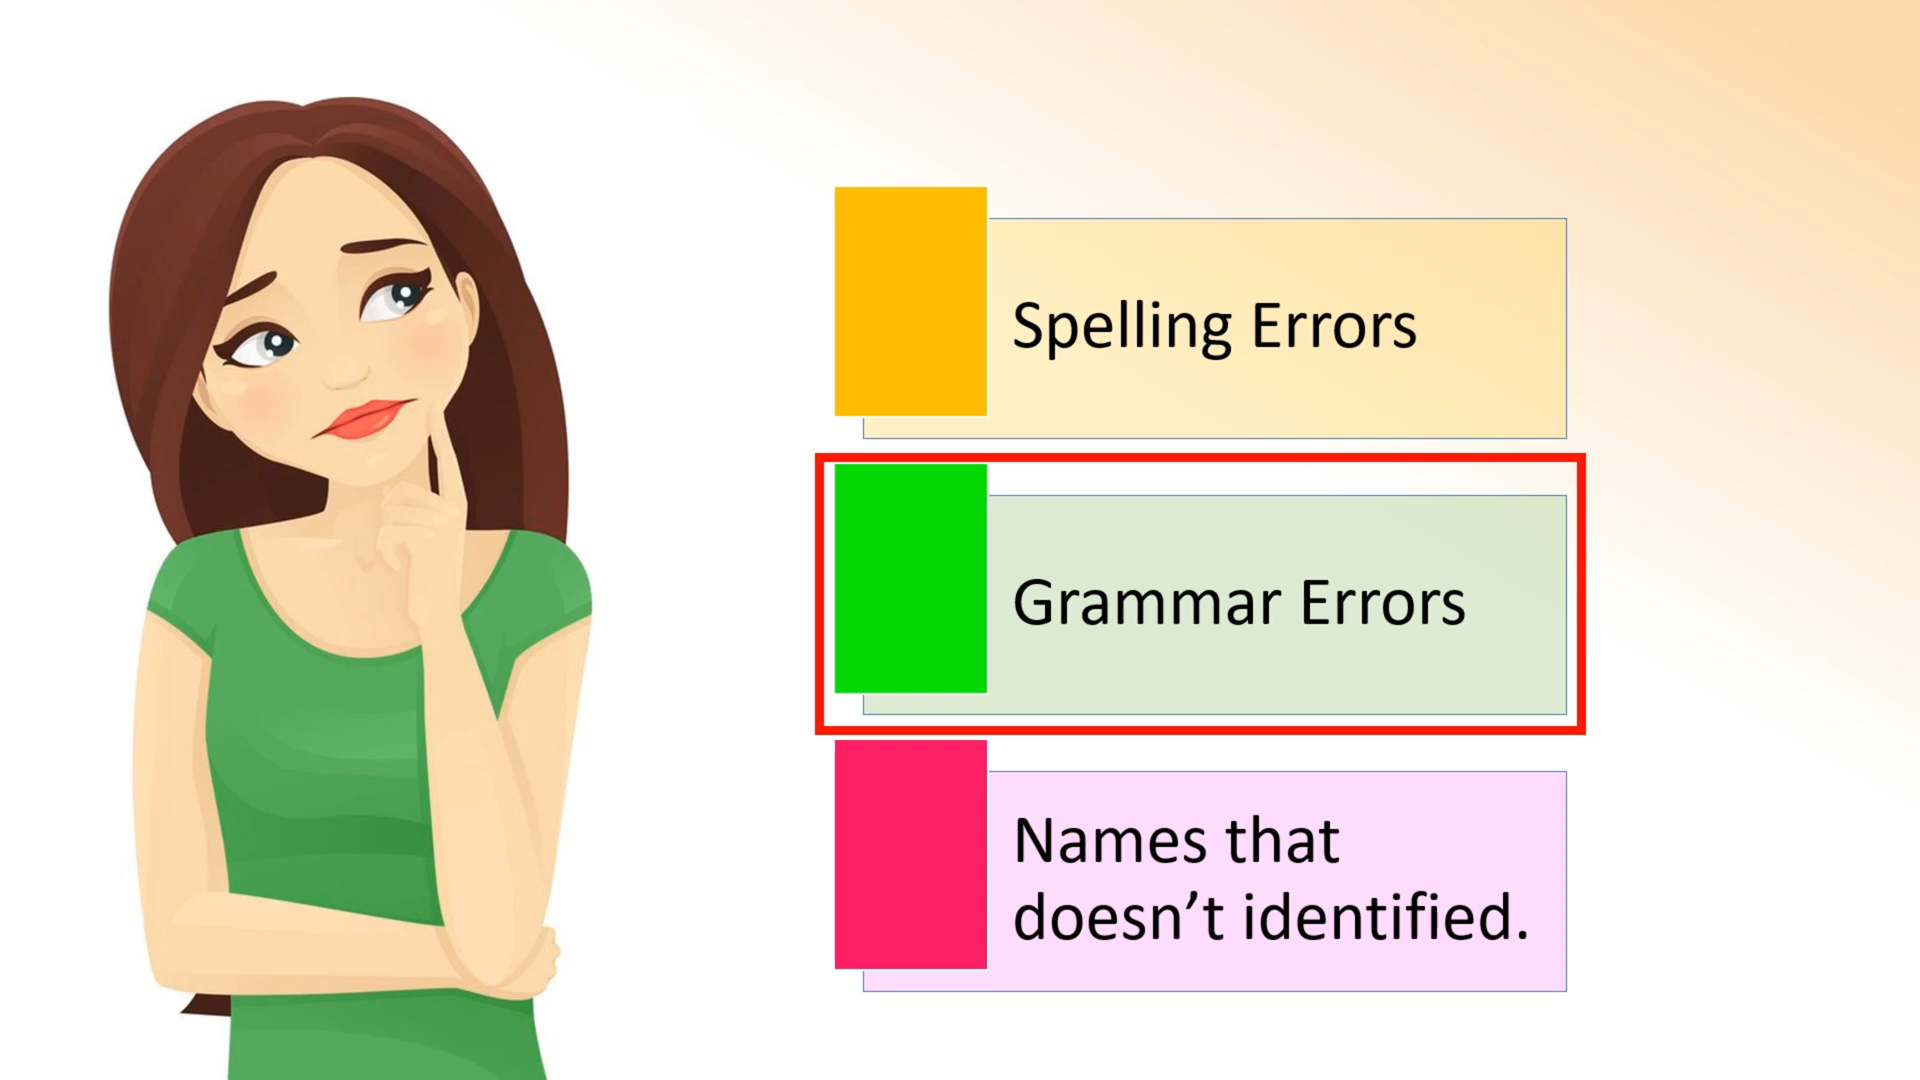 Spelling Errors
Grammar Errors
Names that
doesn’t identified.